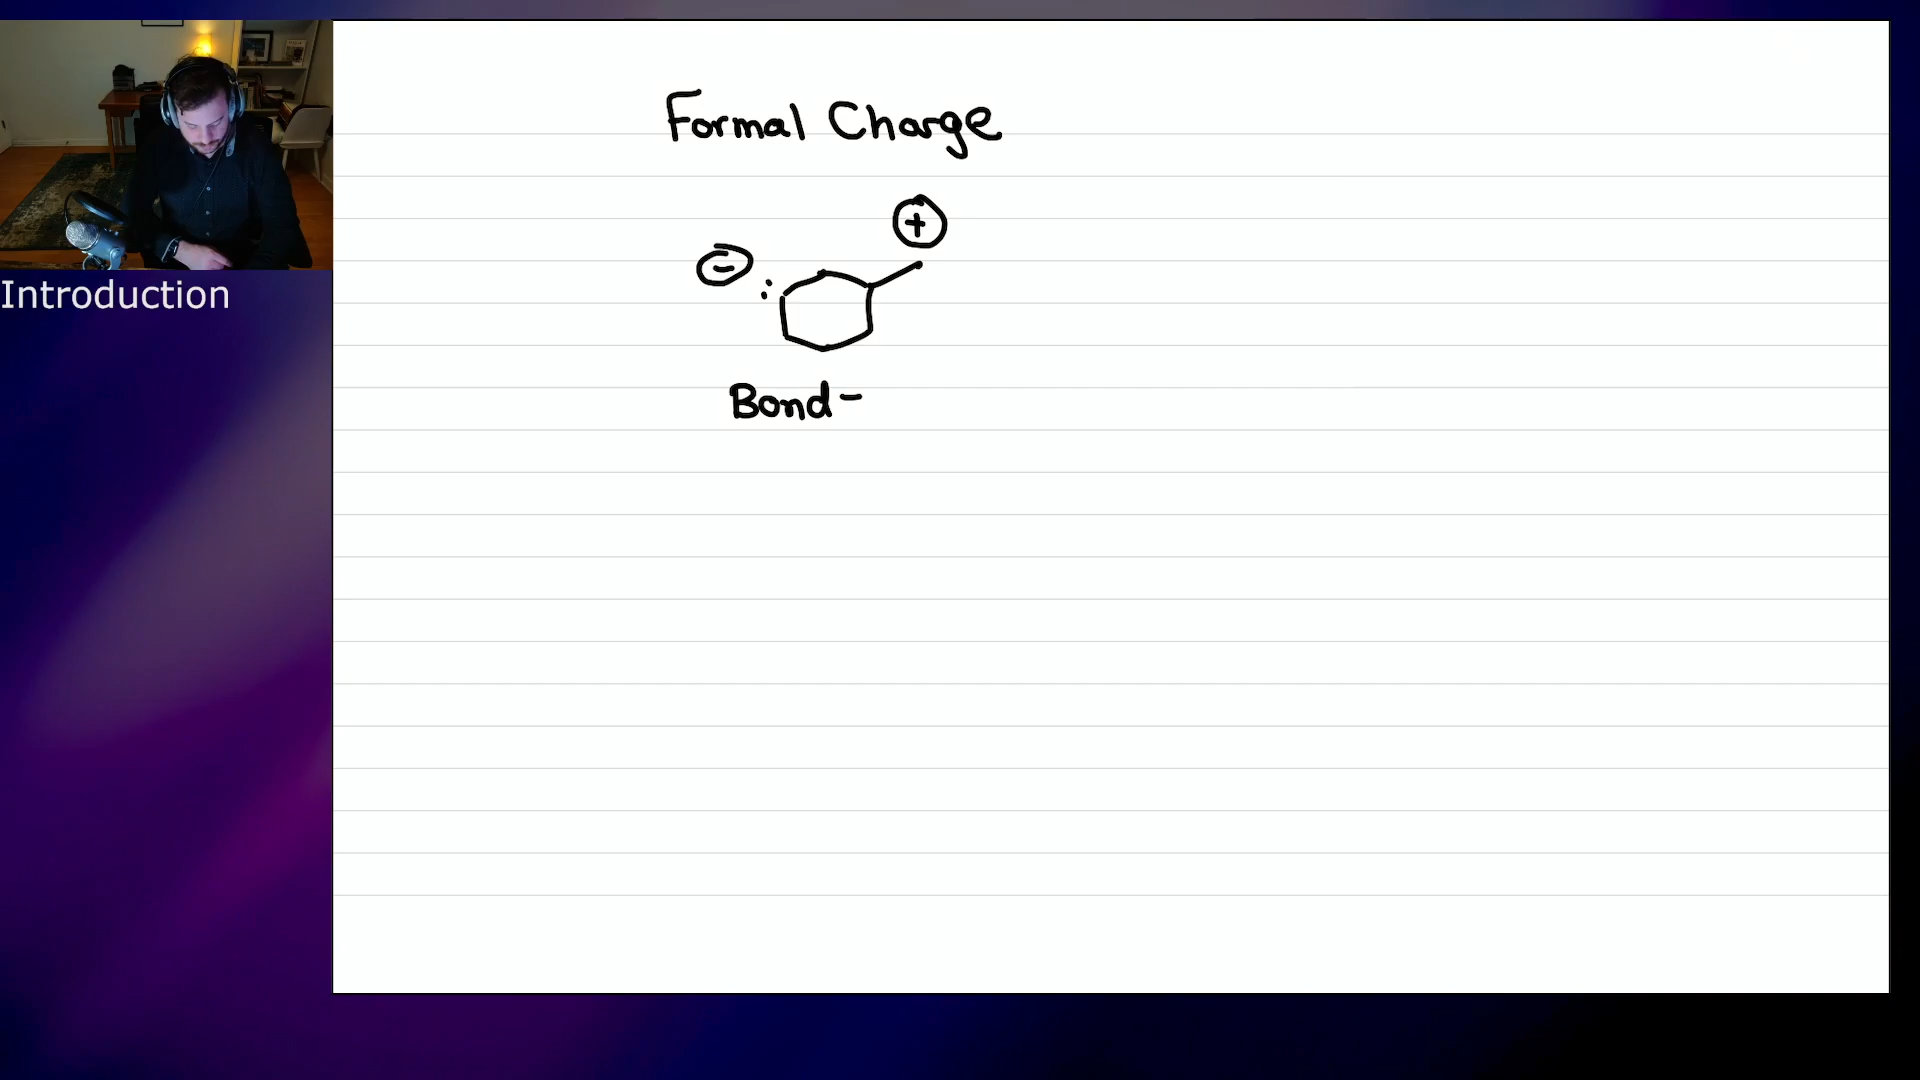 Introduction
Formal Charge
+
-
:
Bond-